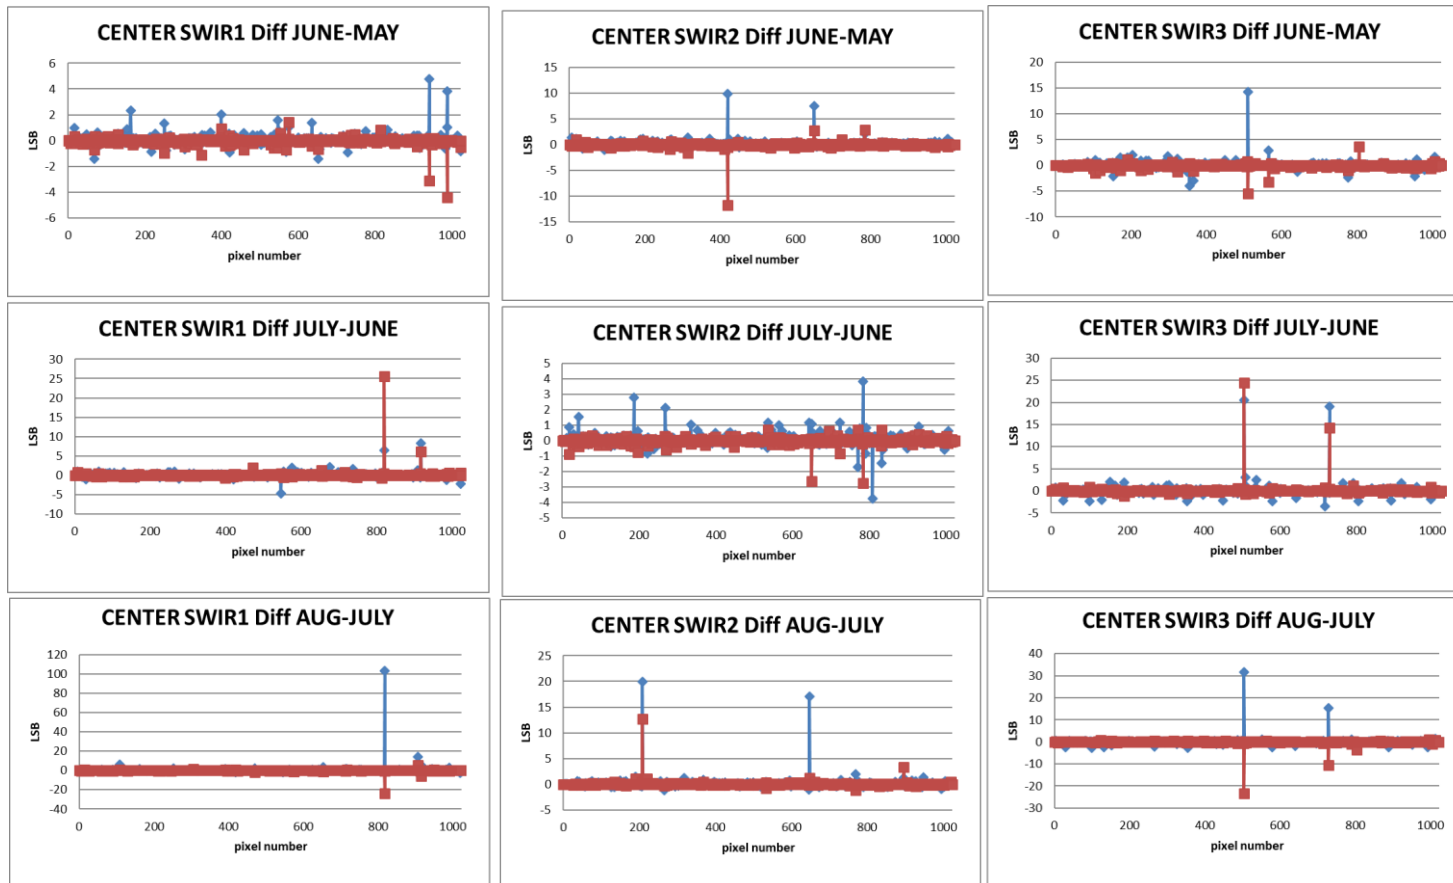 CENTER SWIR1 Diff JUNE-MAY
6
4
2
0
-2
-4
-6
LSB
0 200 400 600 800 1000
pixel number
CENTER SWIR2 Diff JUNE-MAY
15
10
5
0
-5
-10
-15
LSB
0 200 400 600 800 1000
pixel number
CENTER SWIR3 Diff JUNE-MAY
20
15
10
5
0
-5
-10
LSB
0 200 400 600 800 1000
pixel number
CENTER SWIR1 Diff JULY-JUNE
30
25
20
15
10
5
0
-5
-10
LSB
0 200 400 600 800 1000
pixel number
CENTER SWIR2 Diff JULY-JUNE
5
4
3
2
1
0
-1
-2
-3
-4
-5
LSB
0 200 400 600 800 1000
pixel number
CENTER SWIR3 Diff JULY-JUNE
30
25
20
15
10
5
0
-5
LSB
0 200 400 600 800 1000
pixel number
CENTER SWIR1 Diff AUG-JULY
120
100
80
60
40
20
0
-20
-40
LSB
0 200 400 600 800 1000
pixel number
CENTER SWIR2 Diff AUG-JULY
25
20
15
10
5
0
-5
LSB
0 200 400 600 800 1000
pixel number
CENTER SWIR3 Diff AUG-JULY
40
30
20
10
0
-10
-20
-30
LSB
0 200 400 600 800 1000
pixel number